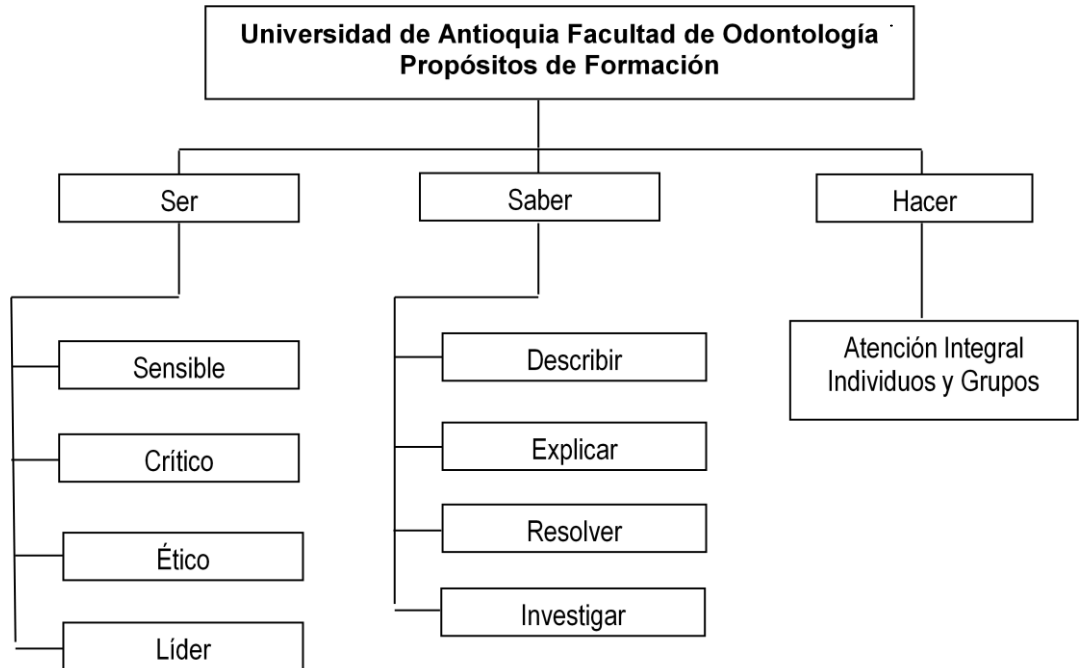 Universidad de Antioquia Facultad de Odontología
Propósitos de Formación
Ser
Saber
Hacer
Sensible
Crítico
Ético
Líder
Describir
Explicar
Resolver
Investigar
Atención Integral
Individuos y Grupos